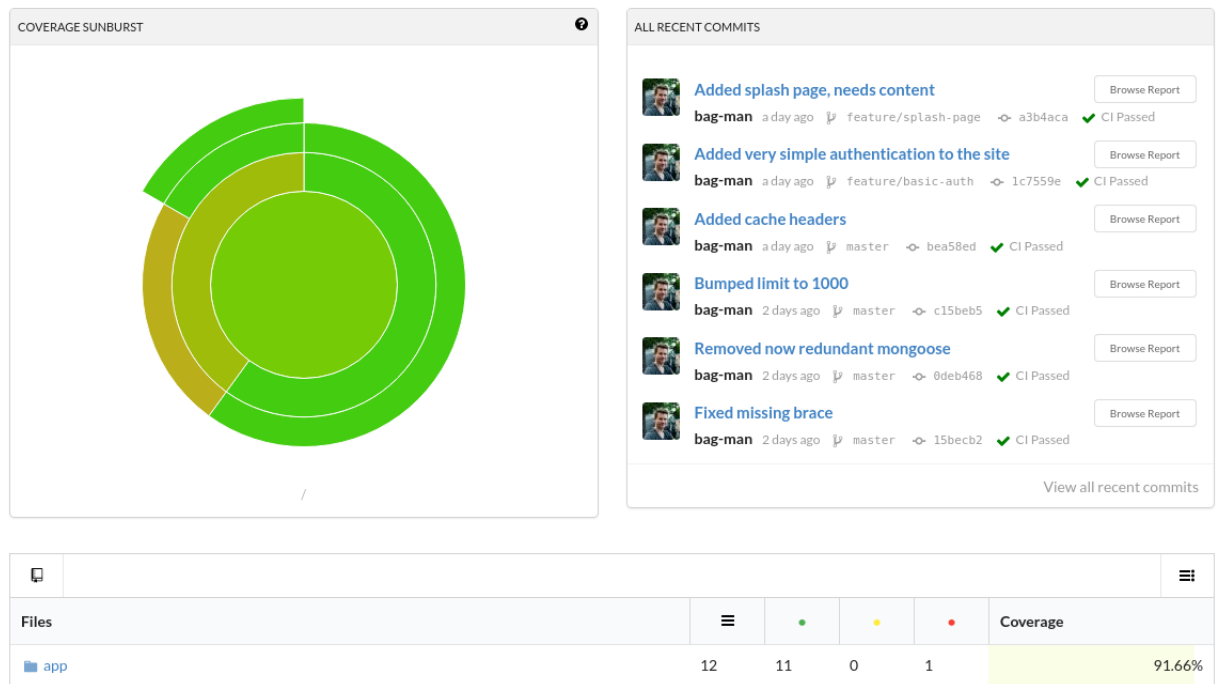 COVERAGE SUNBURST
/
ALL RECENT COMMITS
Added splash page, needs content
Browse Report
bag-man a day ago feature/splash-page a3b4aca CI Passed
Added very simple authentication to the site
Browse Report
bag-man a day ago feature/basic-auth 1c7559e CI Passed
Added cache headers
Browse Report
bag-man a day ago master bea58ed CI Passed
Bumped limit to 1000
Browse Report
bag-man 2 days ago master c15beb5 CI Passed
Removed now redundant mongoose
Browse Report
bag-man 2 days ago master 0deb468 CI Passed
Fixed missing brace
Browse Report
bag-man 2 days ago master 15becb2 CI Passed
View all recent commits
Files Coverage
app 12 11 0 1 91.66%